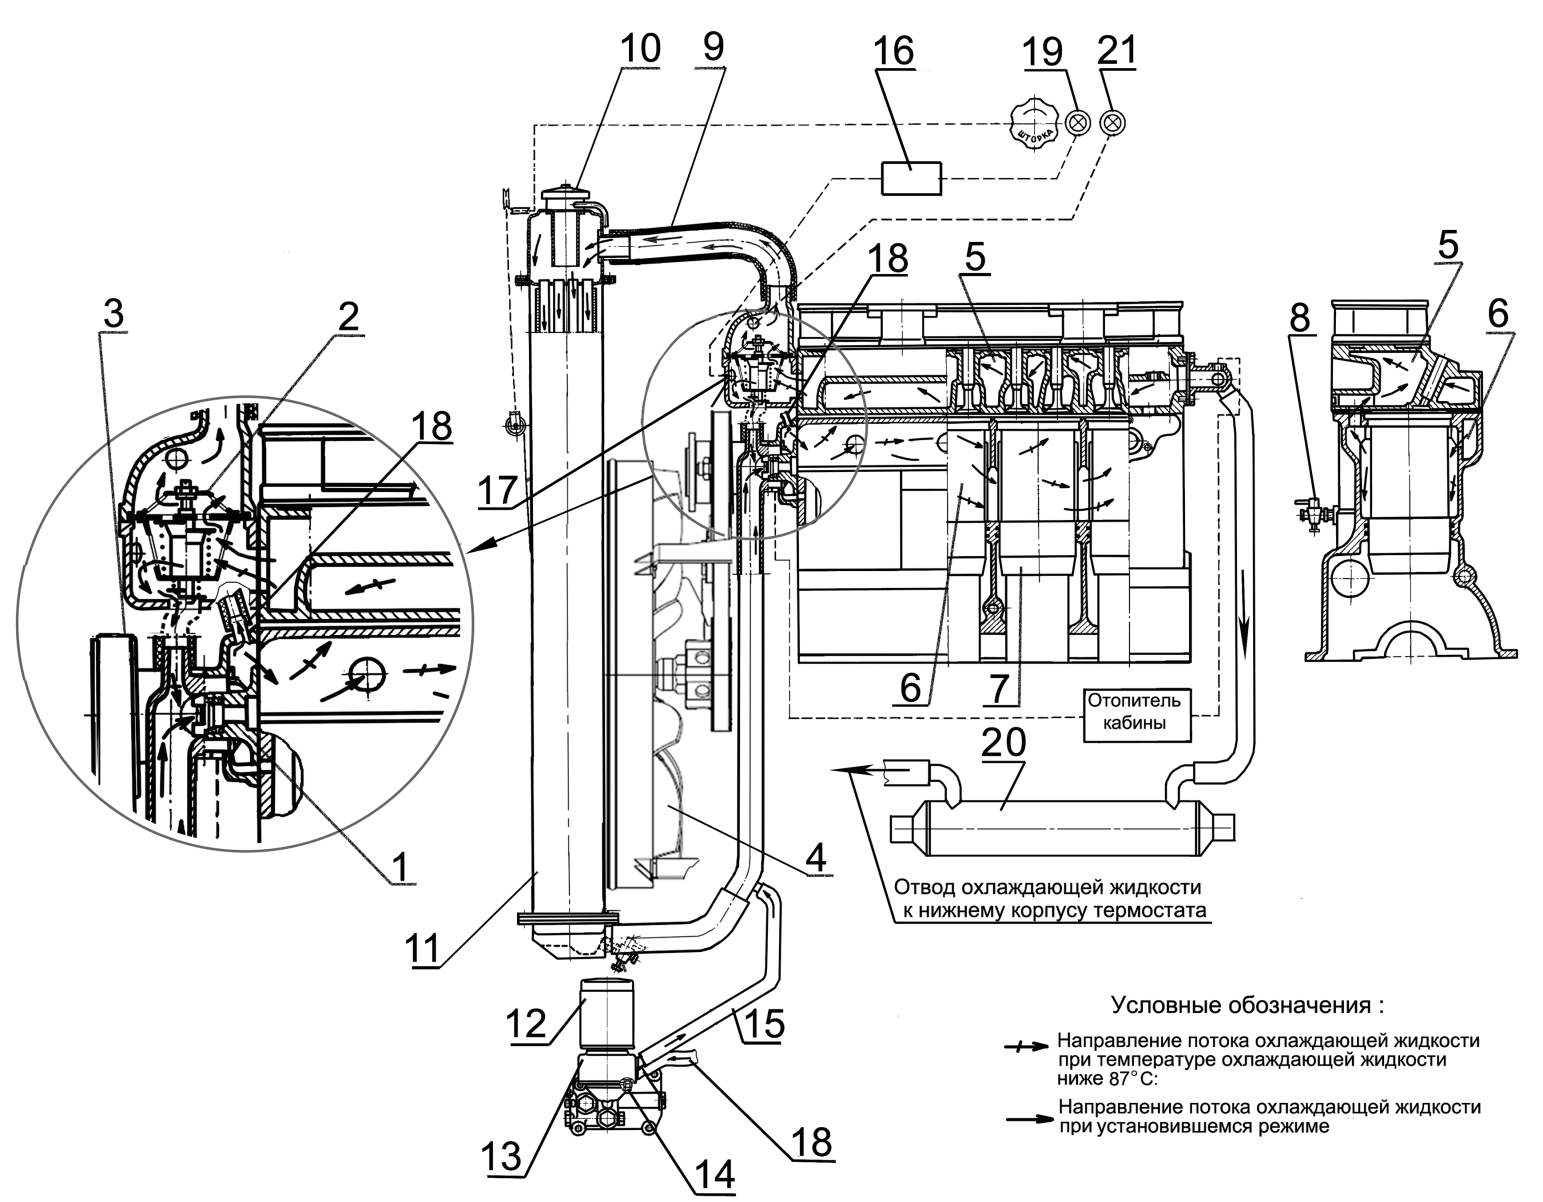 10
9
16
19
21
ШТОРКА
3
2
18
18
5
5
6
8
17
6
7
Отопитель
кабины
20
1
4
11
Отвод охлаждающей жидкости
к нижнему корпусу термостата
12
15
13
14
18
Условные обозначения :
Направление потока охлаждающей жидкости
при температуре охлаждающей жидкости
ниже 87°С:
Направление потока охлаждающей жидкости
при установившемся режиме